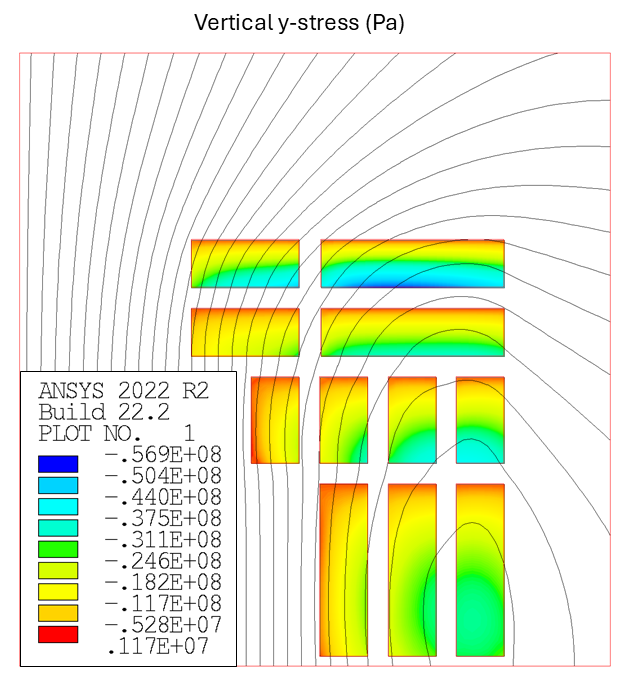 Vertical y-stress (Pa)
ANSYS 2022 R2
Build 22.2
PLOT NO. 1
-.569E+08
-.504E+08
-.440E+08
-.375E+08
-.311E+08
-.246E+08
-.182E+08
-.117E+08
-.528E+07
.117E+07